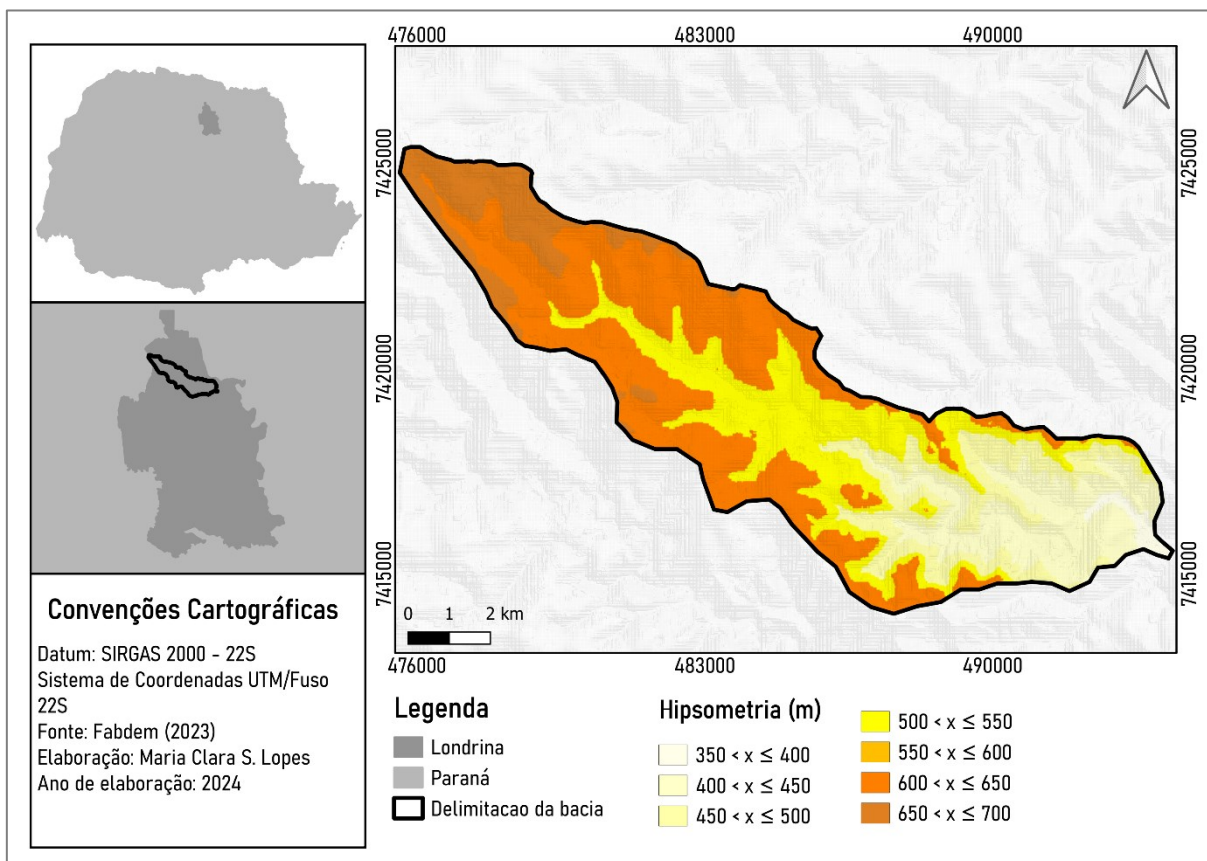 476000
483000
490000
7425000
7425000
7420000
7420000
7415000
7415000
0 1 2 km
476000
483000
490000
Convenções Cartográficas
Datum: SIRGAS 2000 - 22S
Sistema de Coordenadas UTM/Fuso
22S
Fonte: Fabdem (2023)
Elaboração: Maria Clara S. Lopes
Ano de elaboração: 2024
Legenda
Londrina
Paraná
Delimitacao da bacia
Hipsometria (m)
350 < x ≤ 400
400 < x ≤ 450
450 < x ≤ 500
500 < x ≤ 550
550 < x ≤ 600
600 < x ≤ 650
650 < x ≤ 700